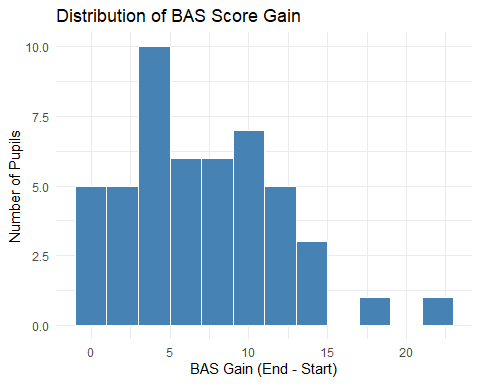 Distribution of BAS Score Gain
10.0
7.5
5.0
2.5
0.0
Number of Pupils
0 5 10 15 20
BAS Gain (End - Start)